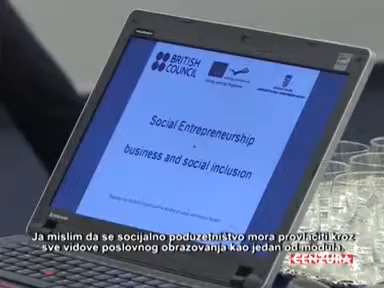 BRITISH
COUNCIL
Social Entrepreneurship
-
business and social inclusion
lenovo
Ja mislim da se socijalno poduzetništvo mora provlačiti kroz
sve vidove poslovnog obrazovanja kao jedan od modula.
CENZURA